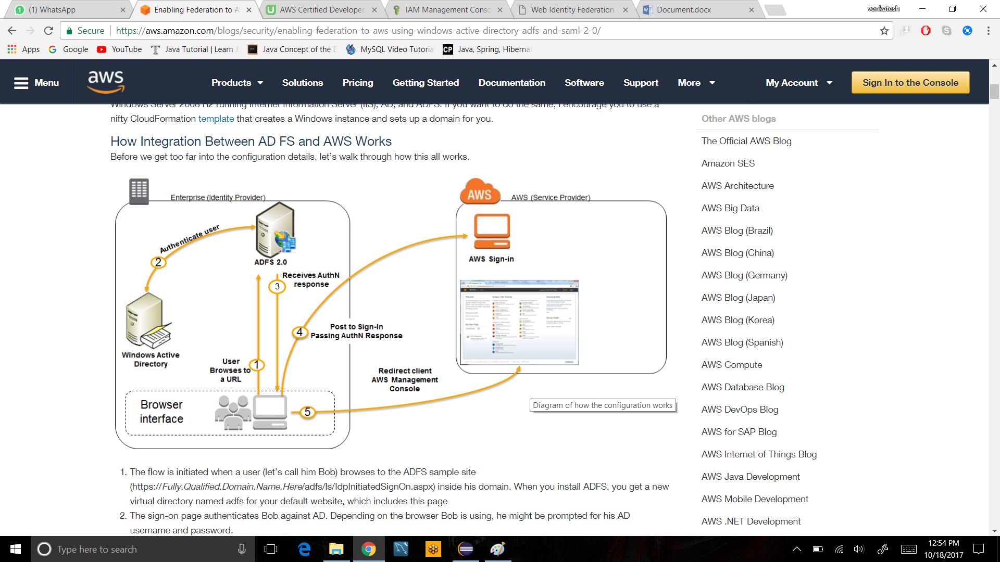 (1) WhatsApp
Enabling Federation to A
AWS Certified Developer
IAM Management Conso
Web Identity Federation
Document.docx
venkatesh
Secure
https://aws.amazon.com/blogs/security/enabling-federation-to-aws-using-windows-active-directory-adfs-and-saml-2-0/
Apps
Google
YouTube
Java Tutorial | Learn J
Java Concept of the D
MySQL Video Tutoria
CP
Java, Spring, Hibernat
Menu
aws
Products
Solutions
Pricing
Getting Started
Documentation
Software
Support
More
My Account
Sign In to the Console
Windows Server 2008 R2 running Internet Information Server (IIS), AD, and ADFS. If you want to do the same, I encourage you to use a
nifty CloudFormation template that creates a Windows instance and sets up a domain for you.
How Integration Between AD FS and AWS Works
Before we get too far into the configuration details, let's walk through how this all works.
Enterprise (Identity Provider)
AWS
AWS (Service Provider)
Authenticate user
2
ADFS 2.0
AWS Sign-in
Receives AuthN
response
3
Post to Sign-In
Passing AuthN Response
4
Windows Active
Directory
User
Browses to
a URL
1
Redirect client
AWS Management
Console
Browser
interface
5
Diagram of how the configuration works
1. The flow is initiated when a user (let's call him Bob) browses to the ADFS sample site
(https://Fully.Qualified.Domain.Name.Here/adfs/ls/IdpInitiatedSignOn.aspx) inside his domain. When you install ADFS, you get a new
virtual directory named adfs for your default website, which includes this page
2. The sign-on page authenticates Bob against AD. Depending on the browser Bob is using, he might be prompted for his AD
username and password.
Other AWS blogs
The Official AWS Blog
Amazon SES
AWS Architecture
AWS Big Data
AWS Blog (Brazil)
AWS Blog (China)
AWS Blog (Germany)
AWS Blog (Japan)
AWS Blog (Korea)
AWS Blog (Spanish)
AWS Compute
AWS Database Blog
AWS DevOps Blog
AWS for SAP Blog
AWS Internet of Things Blog
AWS Java Development
AWS Mobile Development
AWS .NET Development
Type here to search
12:54 PM
10/18/2017